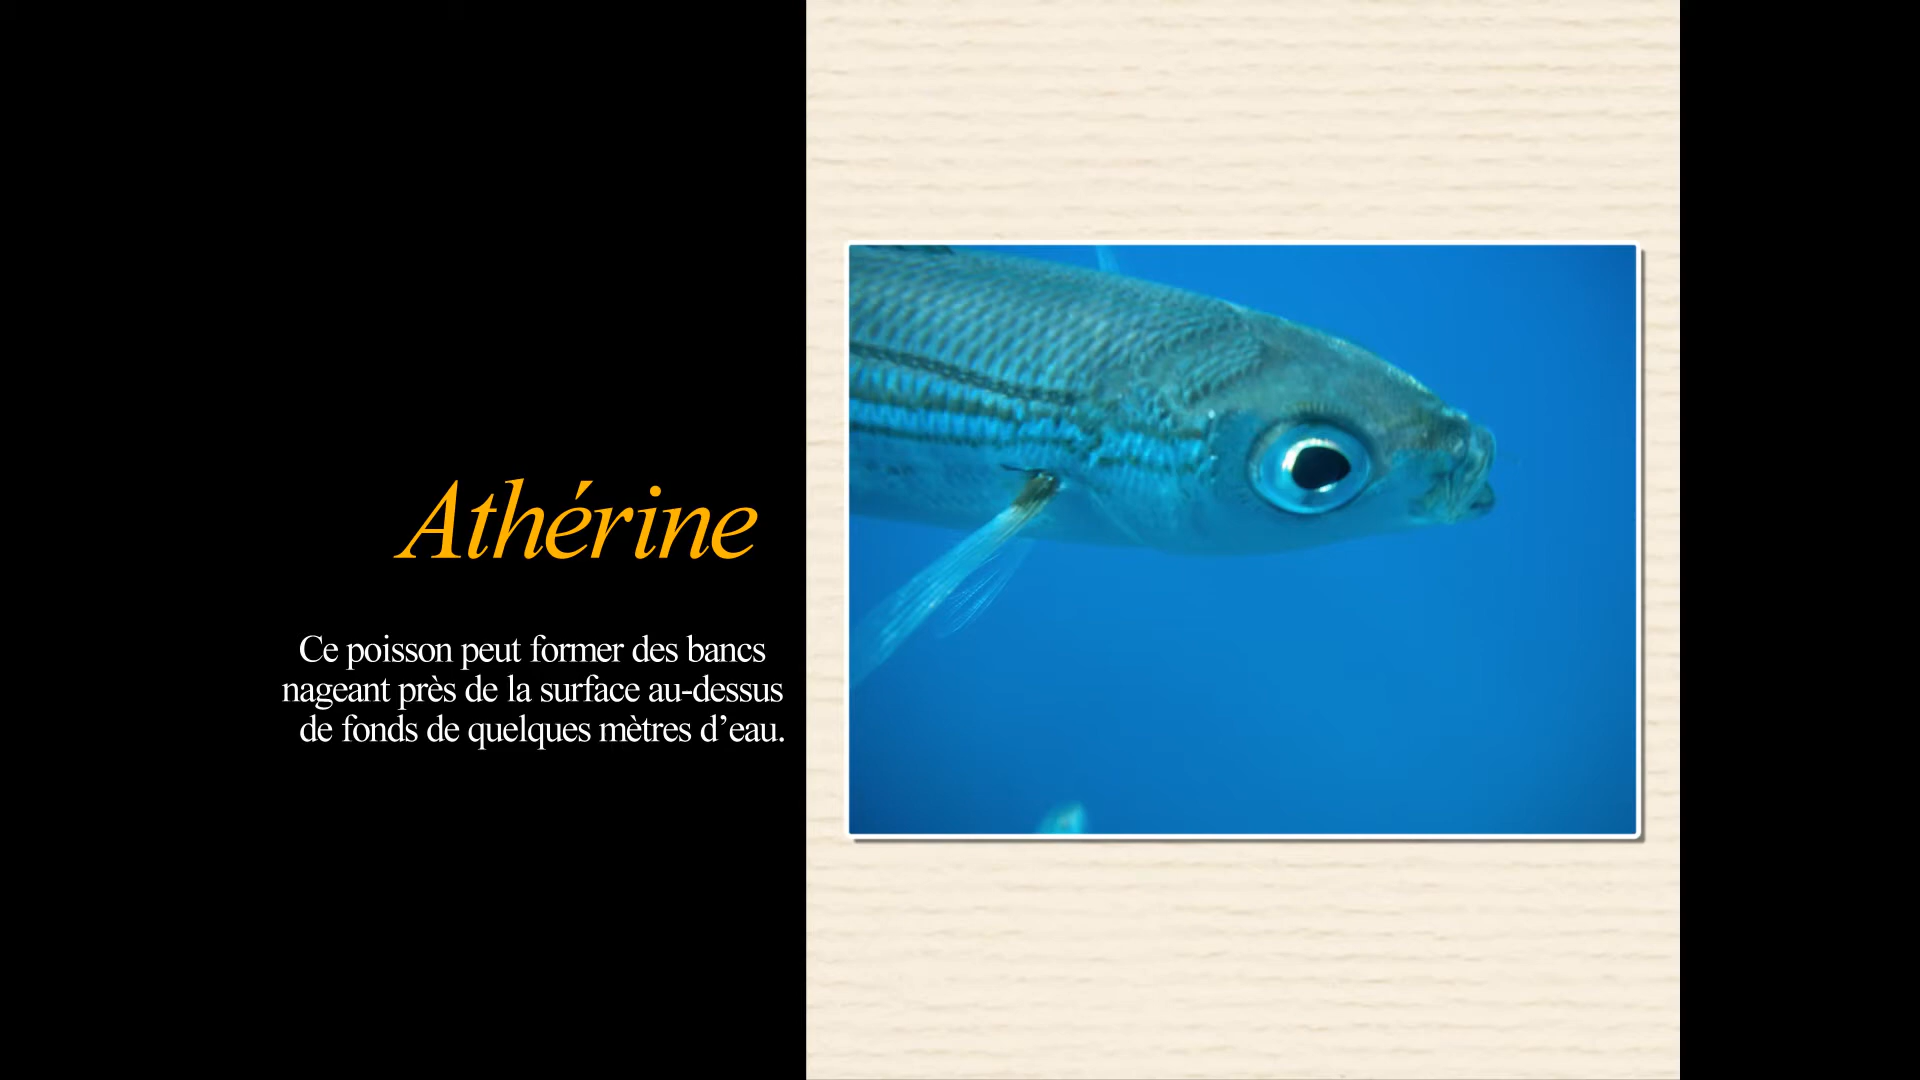 Athérine
Ce poisson peut former des bancs
nageant près de la surface au-dessus
de fonds de quelques mètres d’eau.